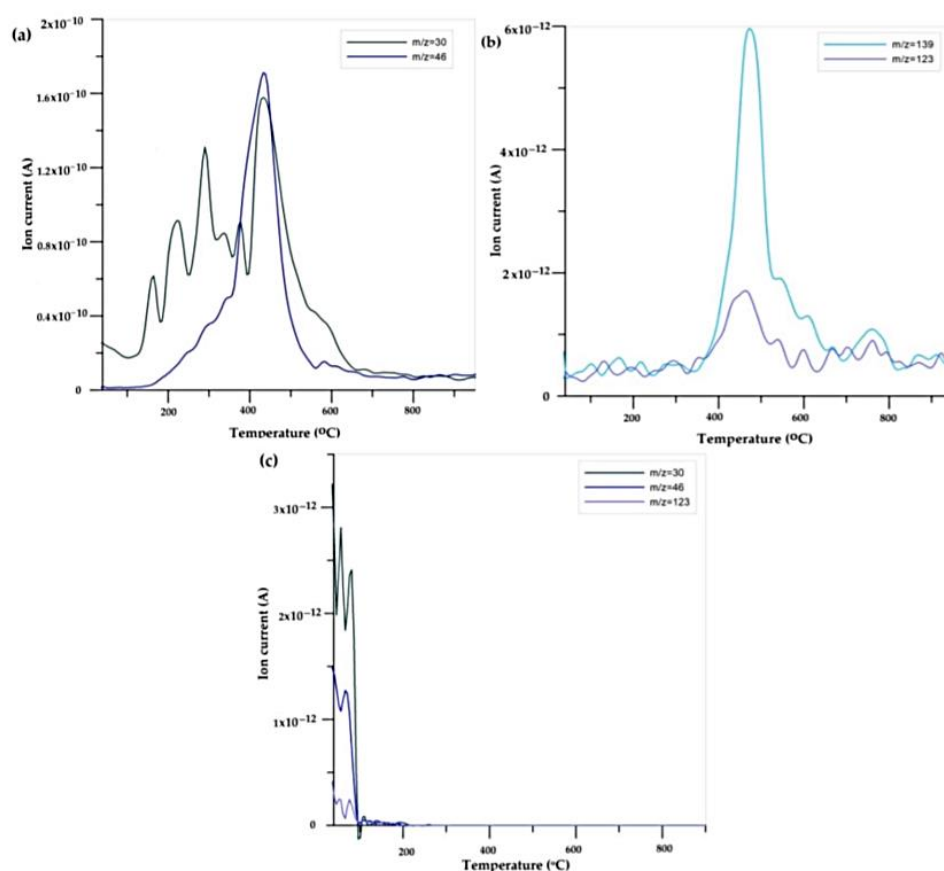 (a)
2x10−10
1.6x10−10
1.2x10−10
0.8x10−10
0.4x10−10
0
Ion current (A)
m/z=30
m/z=46
200
400
600
800
Temperature (ºC)
(b)
6x10−12
4x10−12
2x10−12
0
Ion current (A)
m/z=139
m/z=123
200
400
600
800
Temperature (ºC)
(c)
3x10−12
2x10−12
1x10−12
0
Ion current (A)
m/z=30
m/z=46
m/z=123
200
400
600
800
Temperature (ºC)